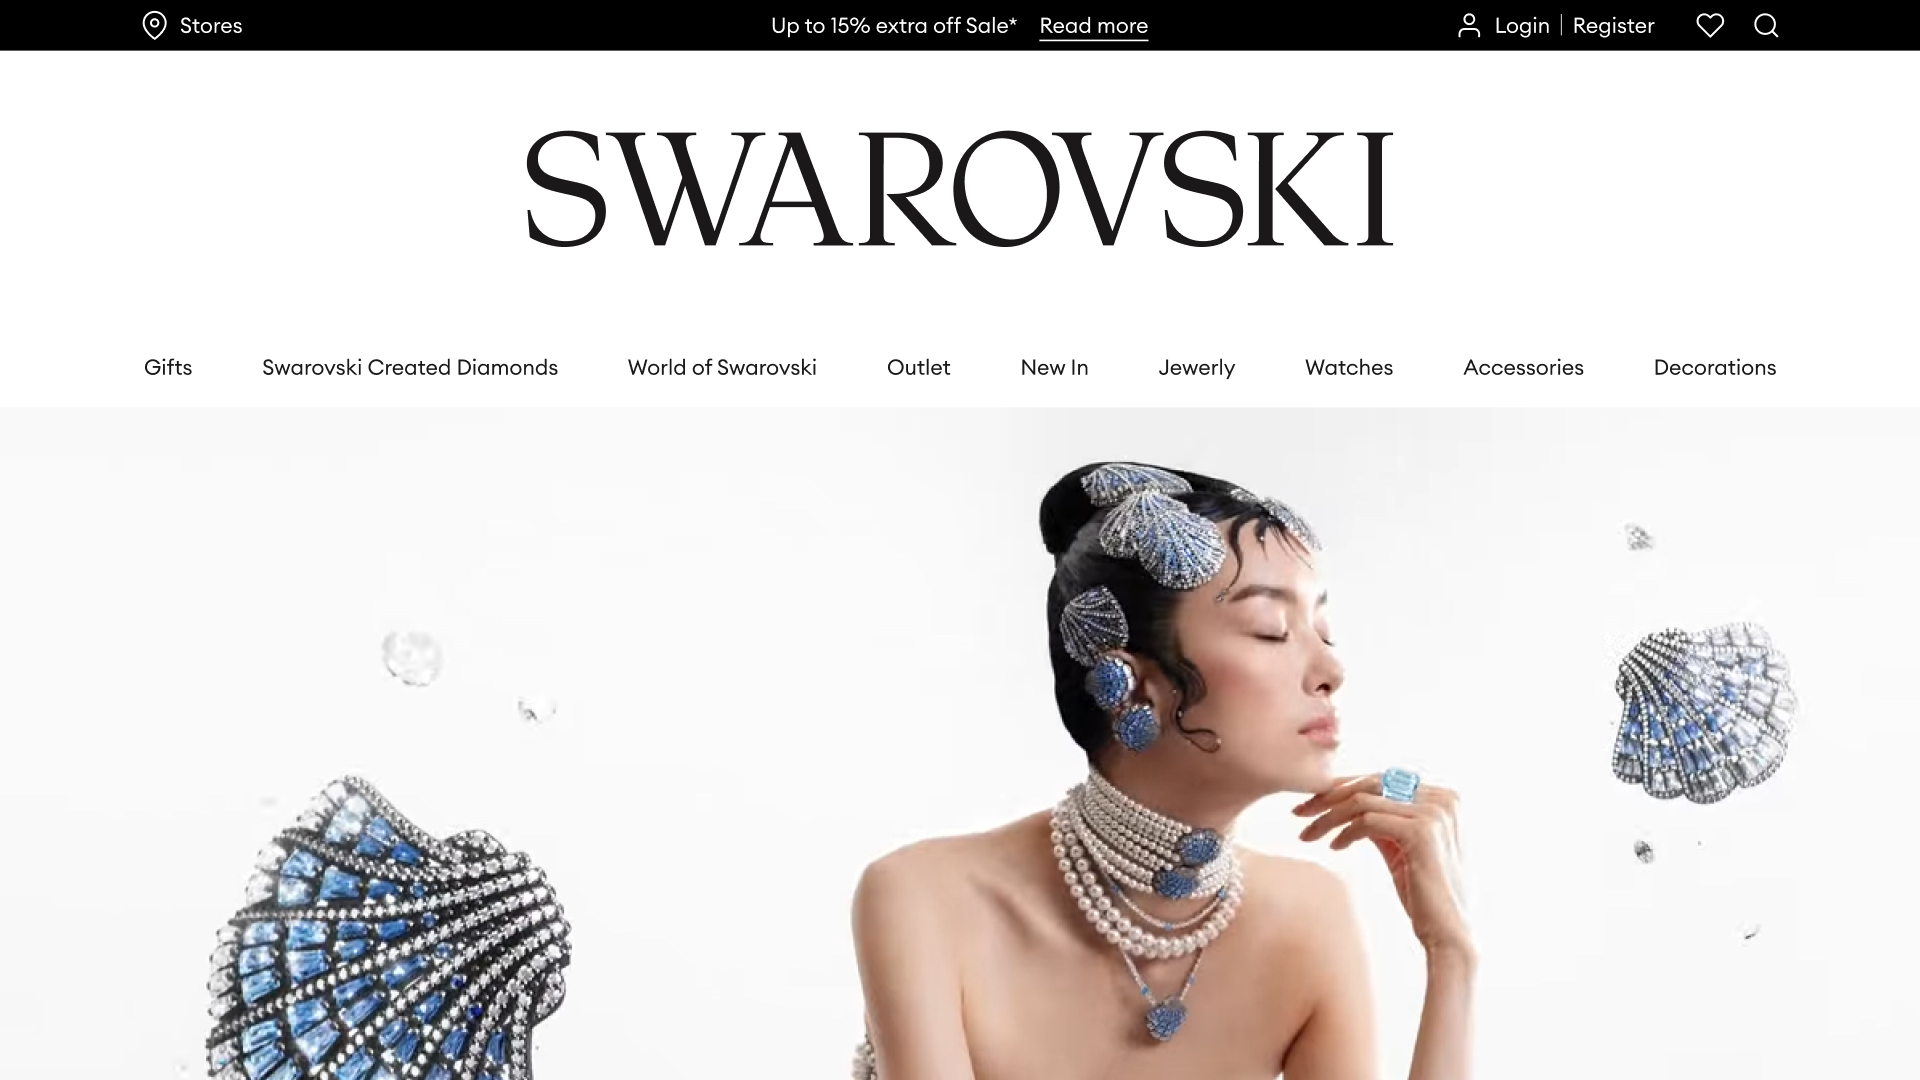 Stores
Up to 15% extra off Sale* Read more
Login | Register
SWAROVSKI
Gifts
Swarovski Created Diamonds
World of Swarovski
Outlet
New In
Jewerly
Watches
Accessories
Decorations